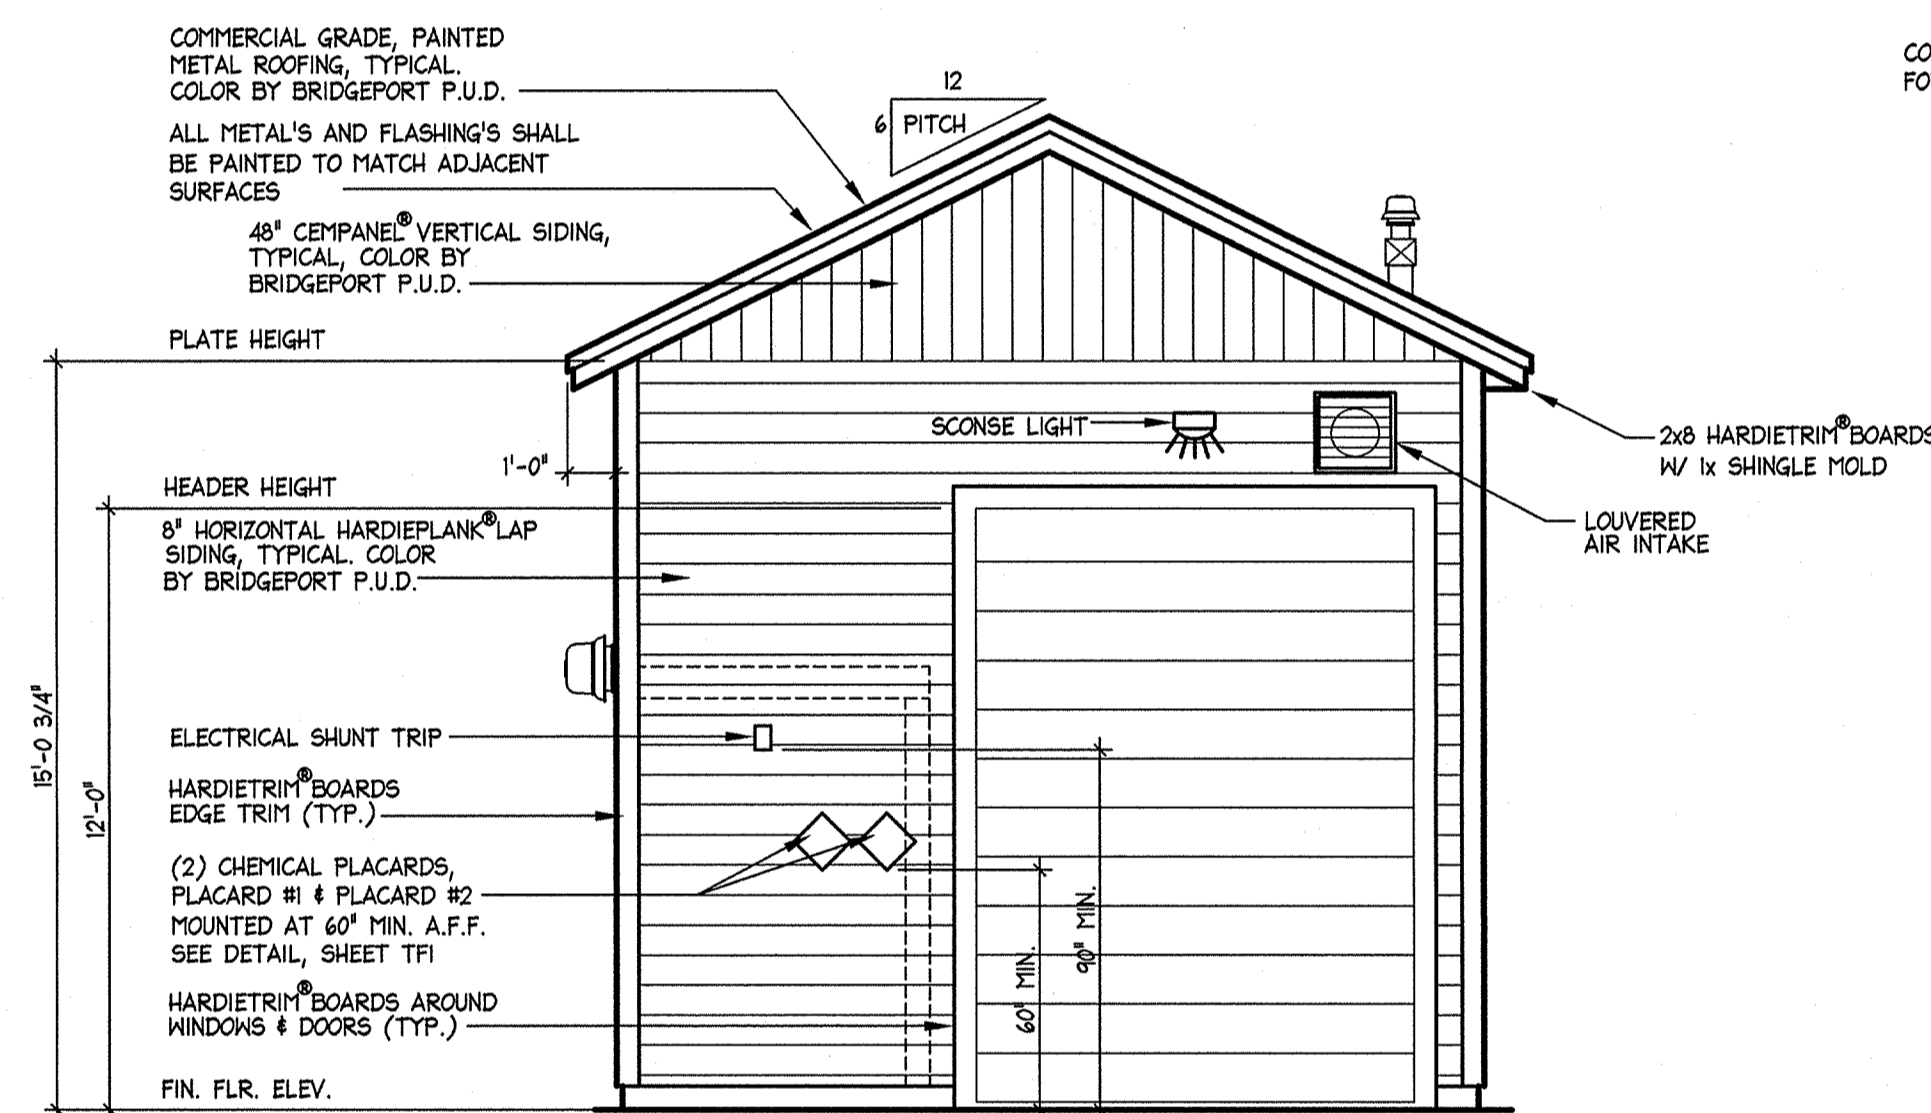 COMMERCIAL GRADE, PAINTED
METAL ROOFING, TYPICAL.
COLOR BY BRIDGEPORT P.U.D.
ALL METAL'S AND FLASHING'S SHALL
BE PAINTED TO MATCH ADJACENT
SURFACES
48" CEMPANEL® VERTICAL SIDING,
TYPICAL, COLOR BY
BRIDGEPORT P.U.D.
PLATE HEIGHT
12
6 PITCH
CO
FO
SCONSE LIGHT
2x8 HARDIETRIM® BOARDS
W/ 1x SHINGLE MOLD
LOUVERED
AIR INTAKE
1'-0"
HEADER HEIGHT
8" HORIZONTAL HARDIEPLANK® LAP
SIDING, TYPICAL. COLOR
BY BRIDGEPORT P.U.D.
15'-0 3/4"
12'-0"
ELECTRICAL SHUNT TRIP
HARDIETRIM® BOARDS
EDGE TRIM (TYP.)
(2) CHEMICAL PLACARDS,
PLACARD #1 & PLACARD #2
MOUNTED AT 60" MIN. A.F.F.
SEE DETAIL, SHEET TF1
HARDIETRIM® BOARDS AROUND
WINDOWS & DOORS (TYP.)
FIN. FLR. ELEV.
60" MIN.
90" MIN.